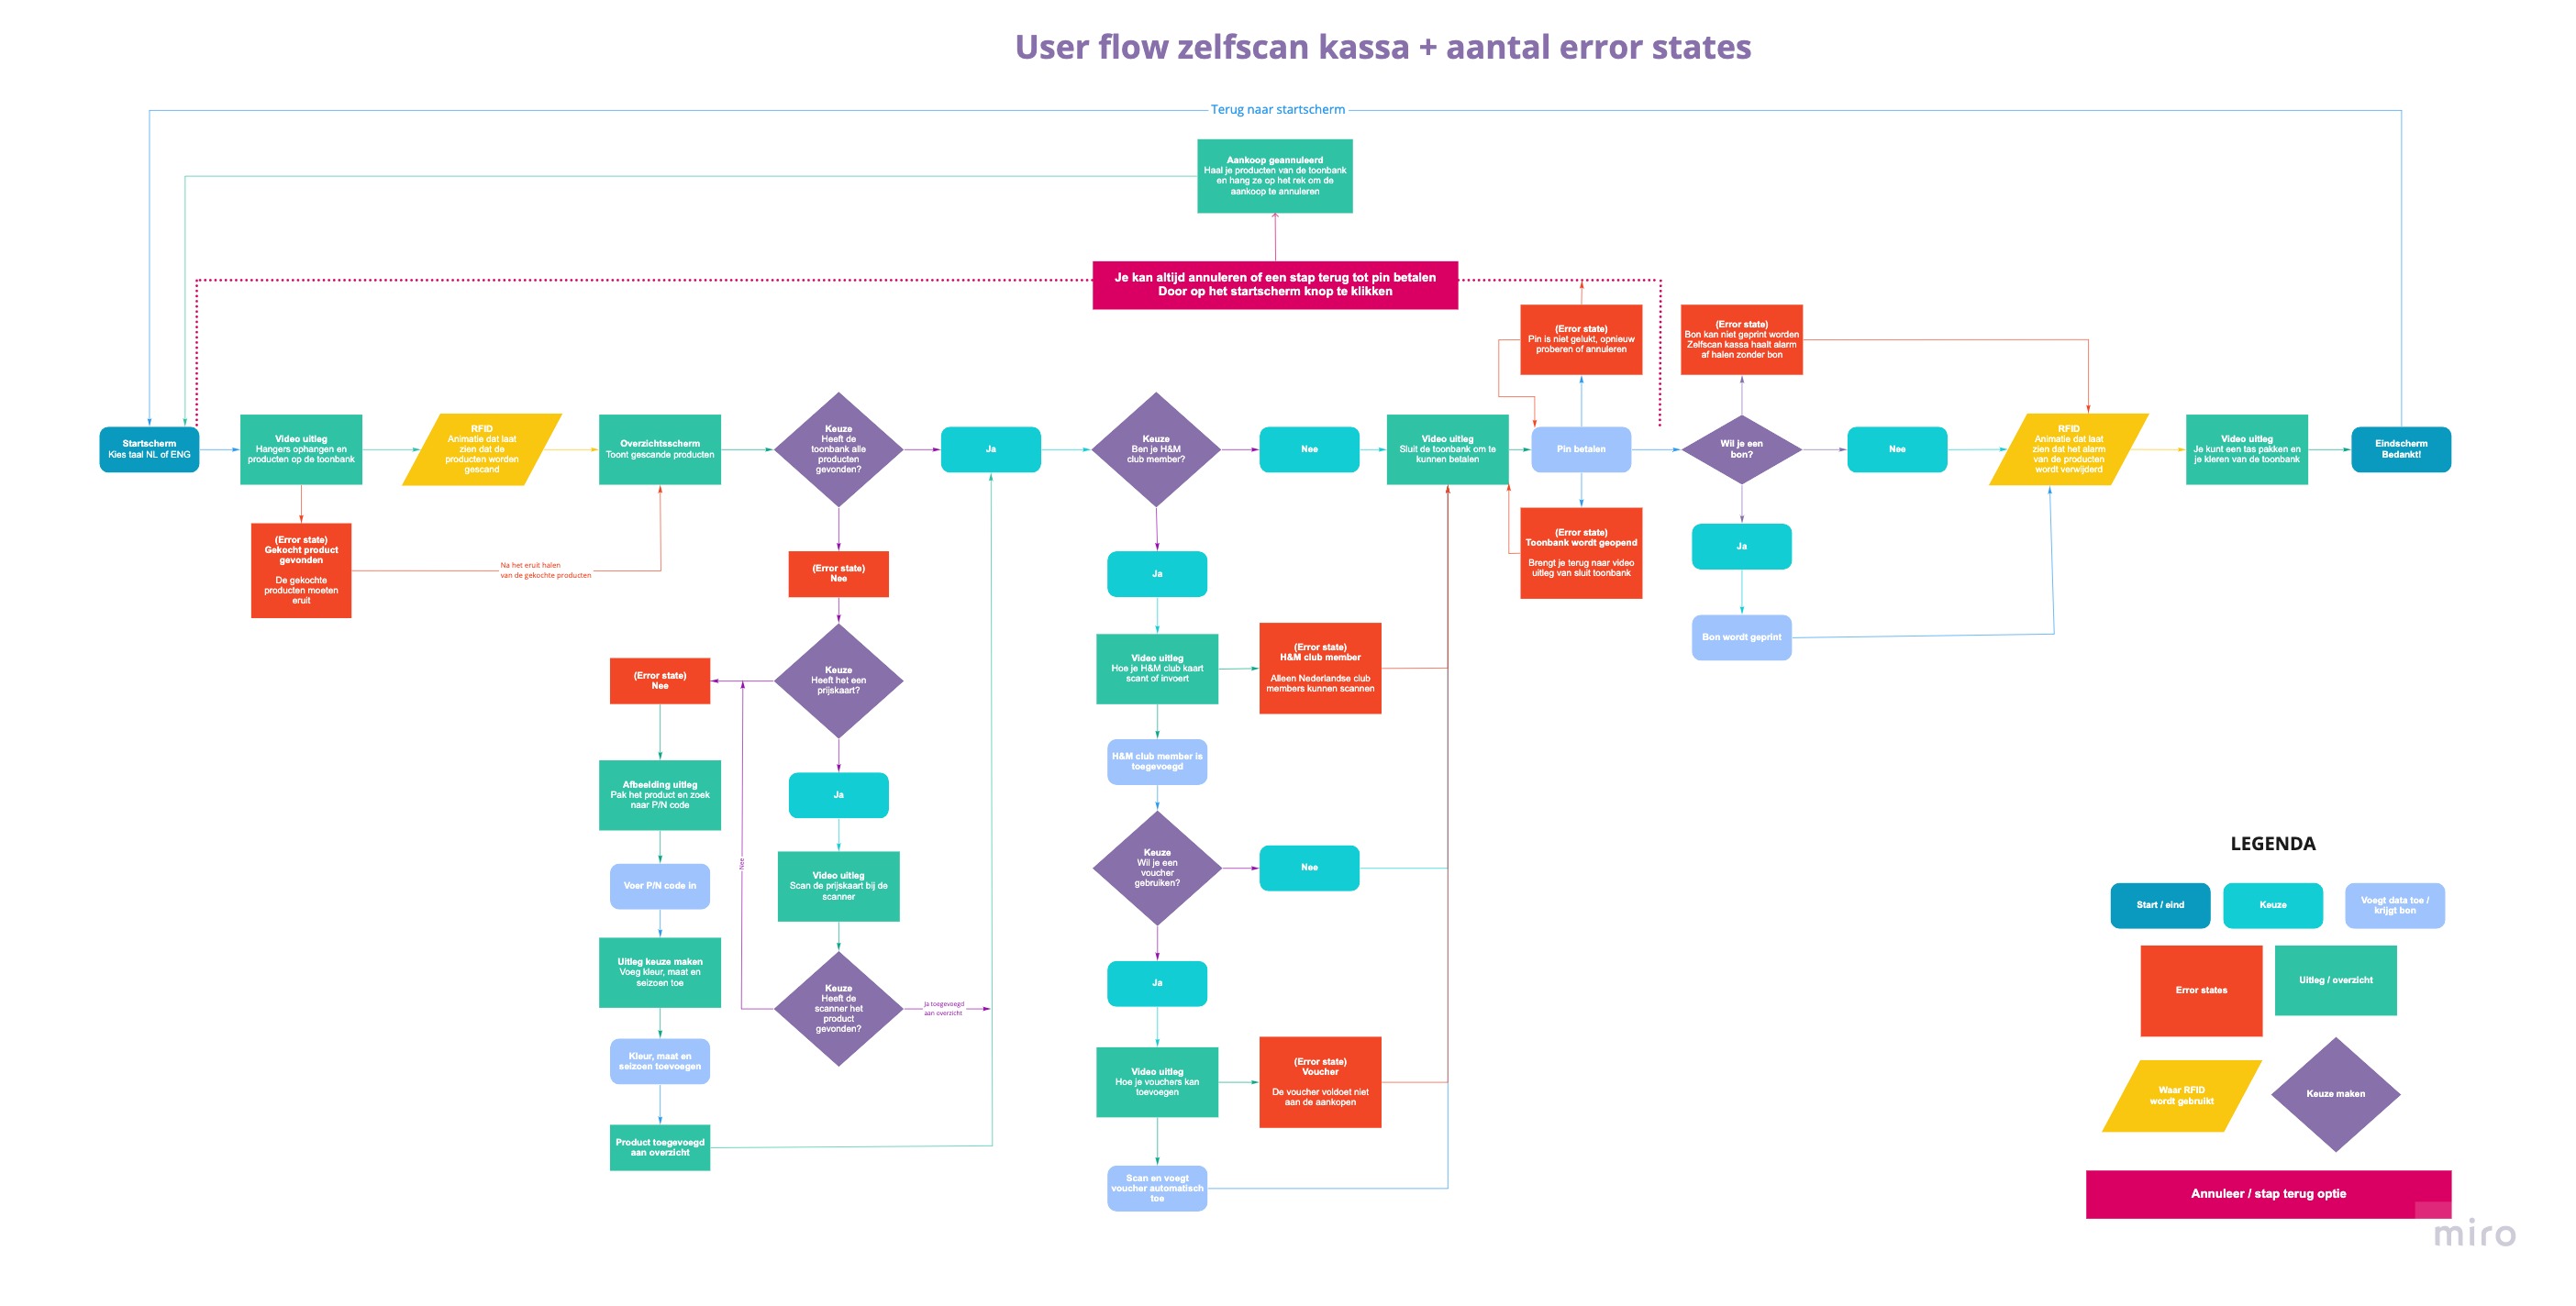 User flow zelfscan kassa + aantal error states
Terug naar startscherm
Aankoop geannuleerd
Haal je producten van de toonbank
en hang ze op het rek om de
aankoop te annuleren
Je kan altijd annuleren of een stap terug tot pin betalen
Door op het startscherm knop te klikken
(Error state)
Pin is niet gelukt, opnieuw
proberen of annuleren
(Error state)
Bon kan niet geprint worden
Zelfscan kassa haalt alarm
af halen zonder bon
Startscherm
Kies taal NL of ENG
Video uitleg
Hangers ophangen en
producten op de toonbank
RFID
Animatie dat laat
zien dat de
producten worden
gescand
Overzichtsscherm
Toont gescande producten
Keuze
Heeft de
toonbank alle
producten
gevonden?
Ja
Keuze
Ben je H&M
club member?
Nee
Video uitleg
Sluit de toonbank om te
kunnen betalen
Pin betalen
Wil je een
bon?
Nee
RFID
Animatie dat laat
zien dat het alarm
van de producten
wordt verwijderd
Video uitleg
Je kunt een tas pakken en
je kleren van de toonbank
Eindscherm
Bedankt!
(Error state)
Gekocht product
gevonden
De gekochte
producten moeten
eruit
Na het eruit halen
van de gekochte producten
(Error state)
Nee
Ja
(Error state)
Toonbank wordt geopend
Brengt je terug naar video
uitleg van sluit toonbank
Ja
Bon wordt geprint
(Error state)
Nee
Keuze
Heeft het een
prijskaart?
Video uitleg
Hoe je H&M club kaart
scant of invoert
(Error state)
H&M club member
Alleen Nederlandse club
members kunnen scannen
H&M club member is
toegevoegd
Afbeelding uitleg
Pak het product en zoek
naar P/N code
Ja
Nee
Voer P/N code in
Video uitleg
Scan de prijskaart bij de
scanner
Keuze
Wil je een
voucher
gebruiken?
Nee
Uitleg keuze maken
Voeg kleur, maat en
seizoen toe
Keuze
Heeft de
scanner het
product
gevonden?
Ja toegevoegd
aan overzicht
Ja
Kleur, maat en
seizoen toevoegen
Video uitleg
Hoe je vouchers kan
toevoegen
(Error state)
Voucher
De voucher voldoet niet
aan de aankopen
Product toegevoegd
aan overzicht
Scan en voegt
voucher automatisch
toe
LEGENDA
Start / eind
Keuze
Voegt data toe /
krijgt bon
Error states
Uitleg / overzicht
Waar RFID
wordt gebruikt
Keuze maken
Annuleer / stap terug optie
miro